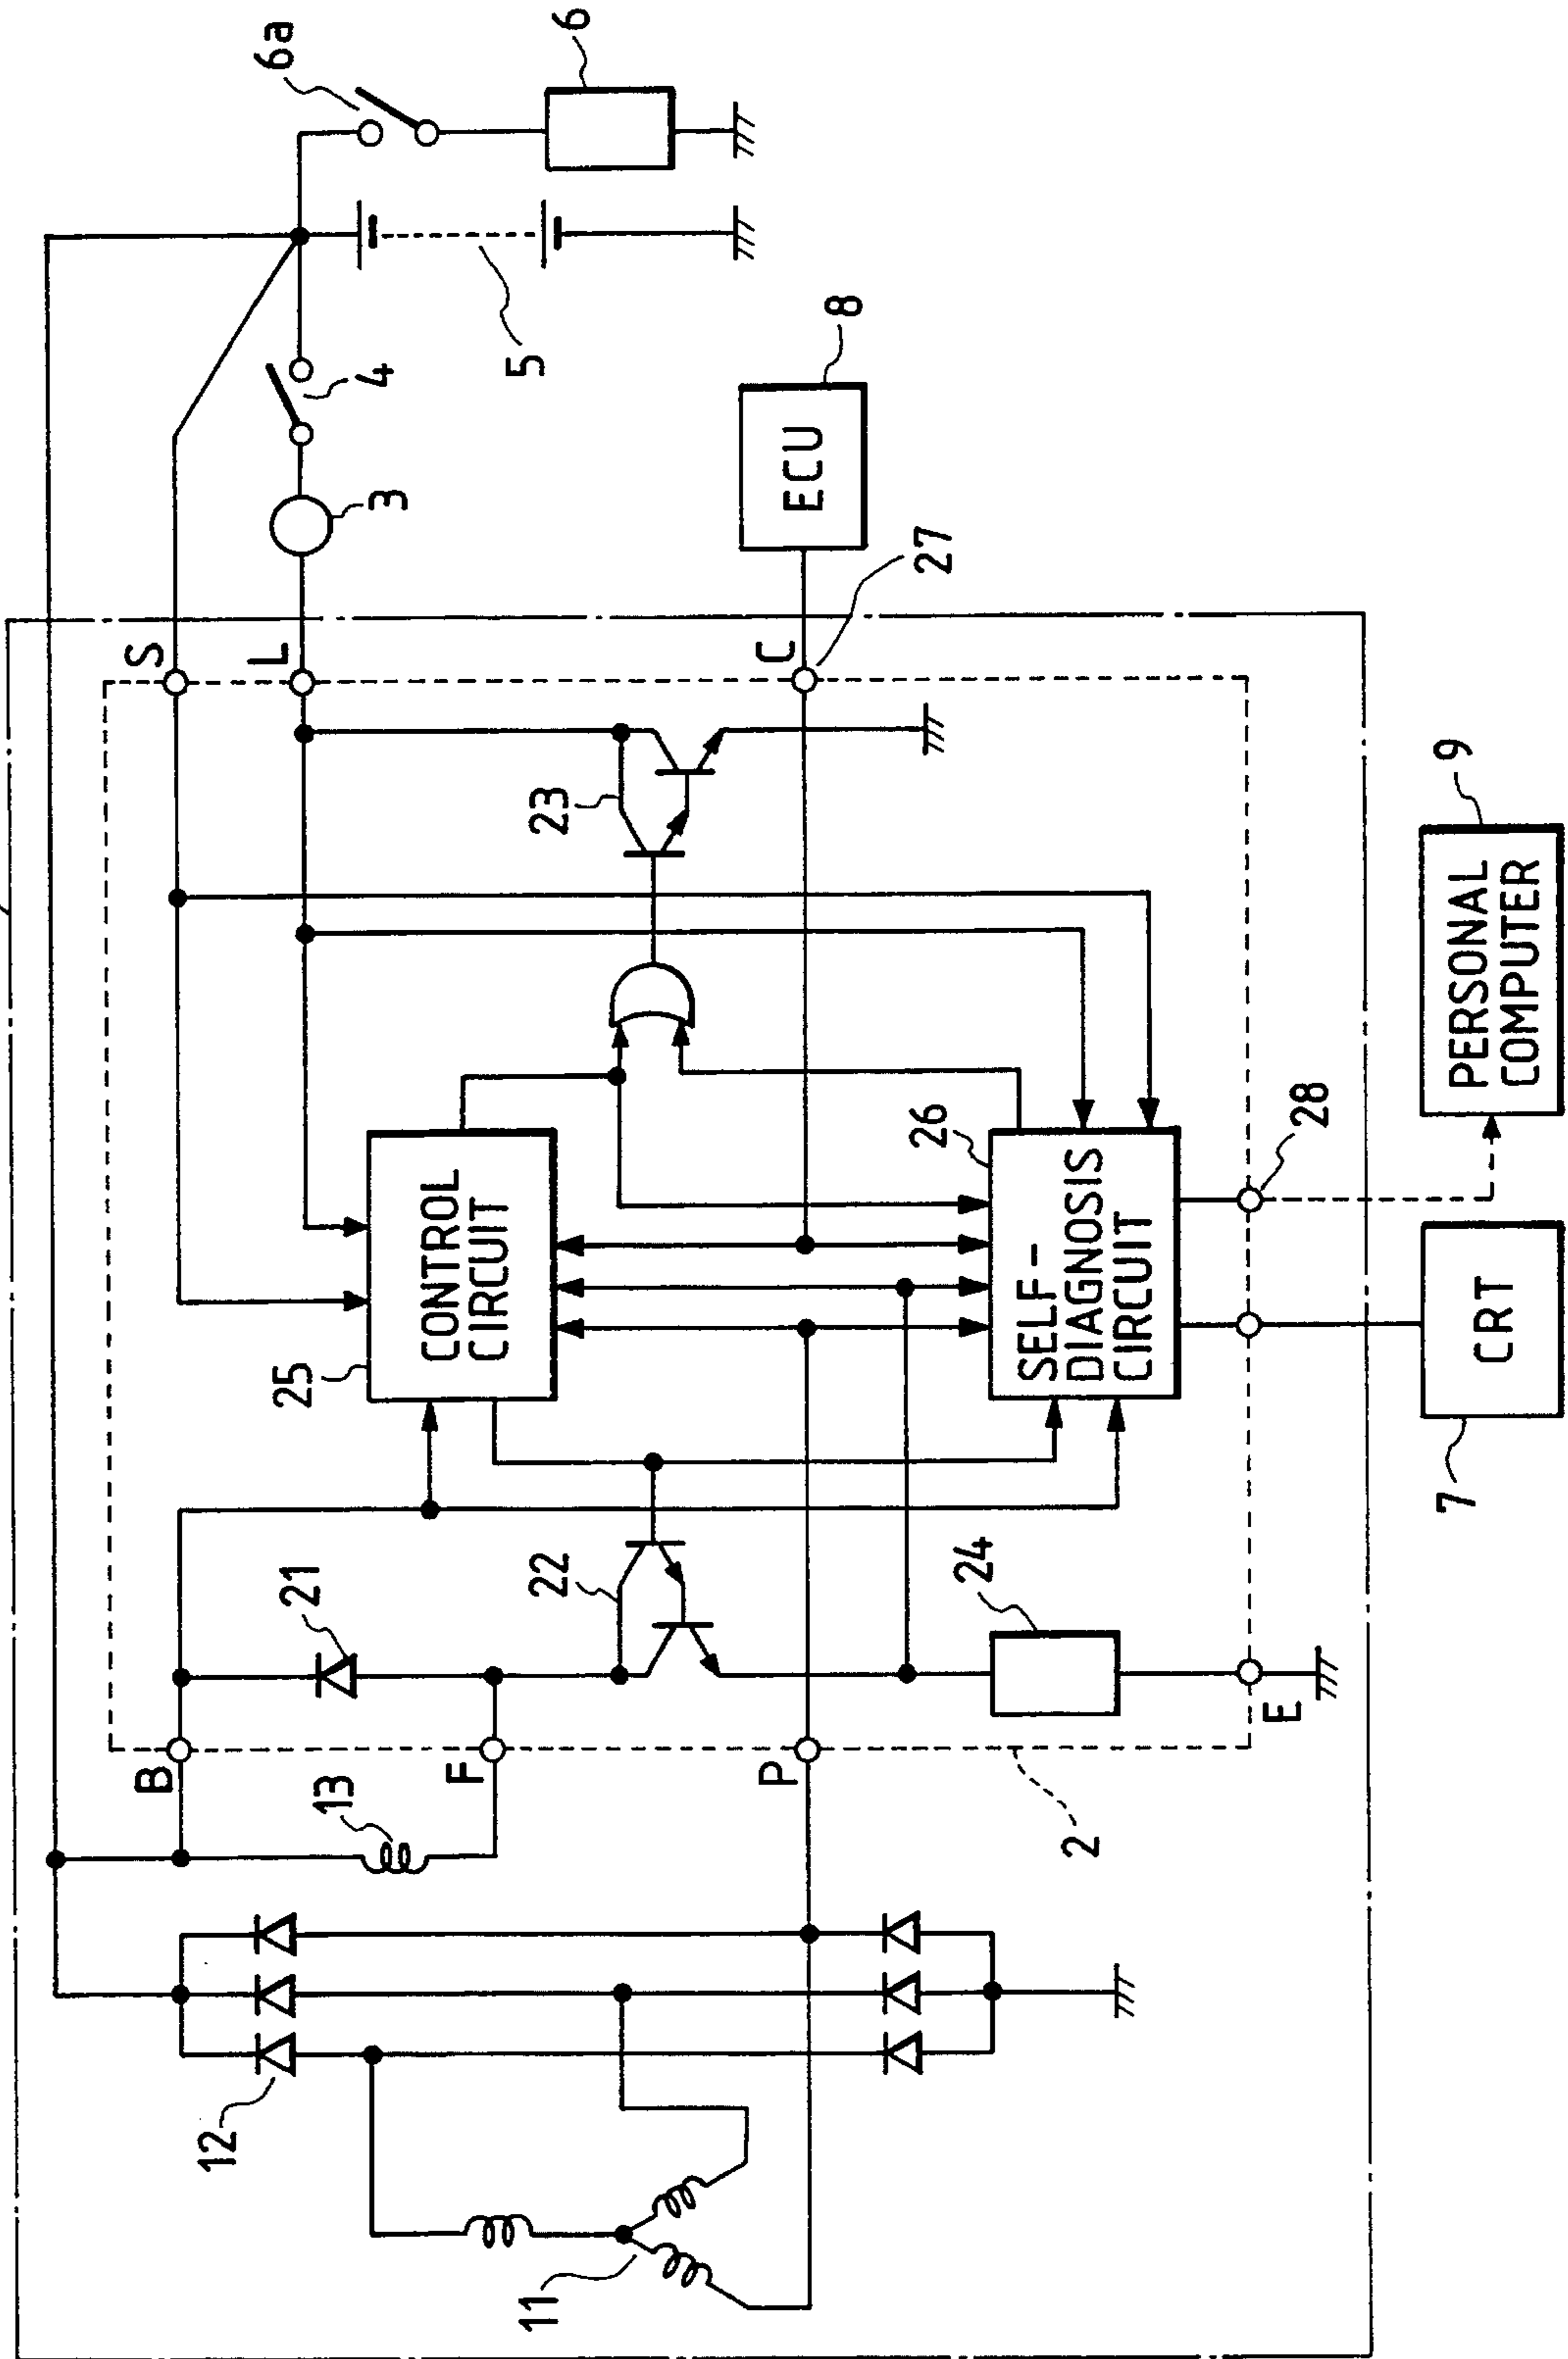 S
L
C
B
F
P
E
6a
6
5
4
3
ECU
8
27
23
PERSONAL
COMPUTER
9
28
CONTROL
CIRCUIT
25
26
SELF-
DIAGNOSIS
CIRCUIT
CRT
7
22
21
24
13
2
12
11